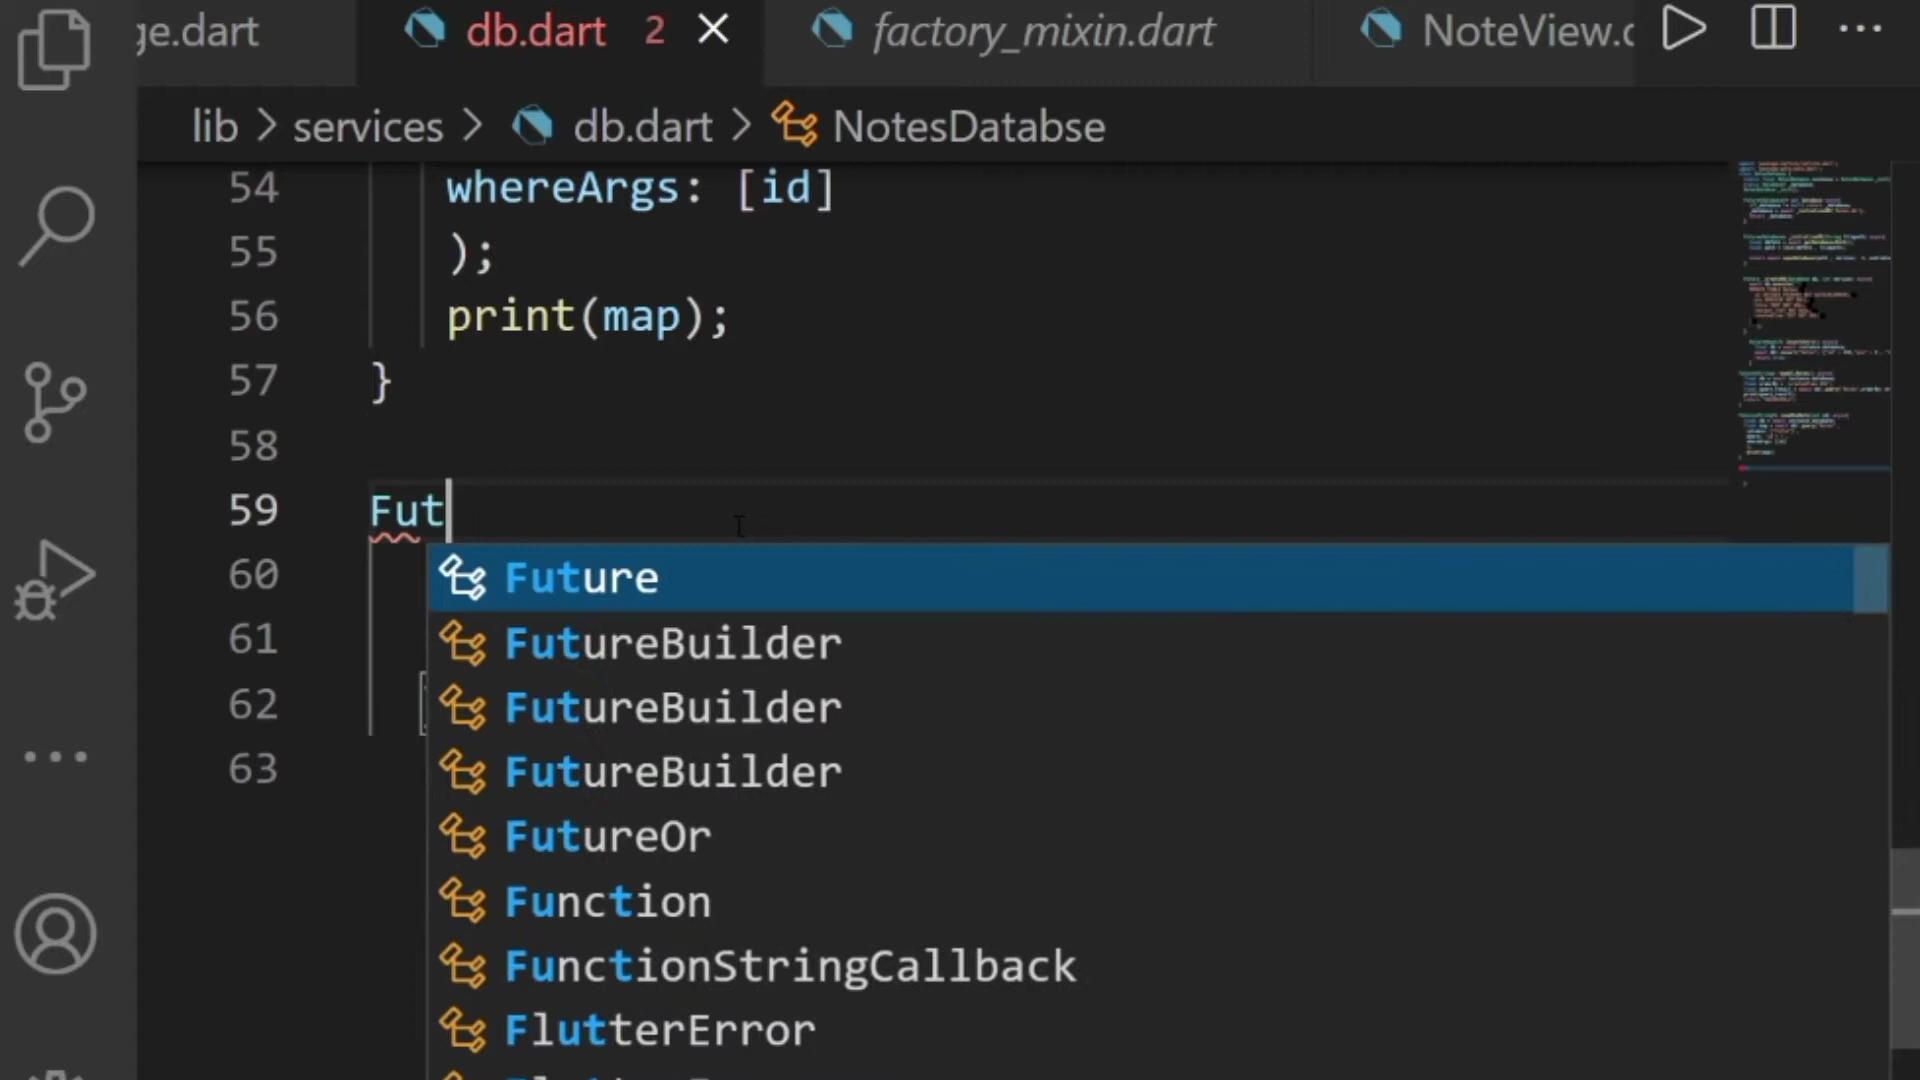 ge.dart db.dart 2 factory_mixin.dart NoteView.
lib > services > db.dart > NotesDatabse
54 whereArgs: [id]
55 );
56 print(map);
57 }
58
59 Fut
60 Future
FutureBuilder
61
62 FutureBuilder
63 FutureBuilder
FutureOr
Function
FunctionStringCallback
FlutterError